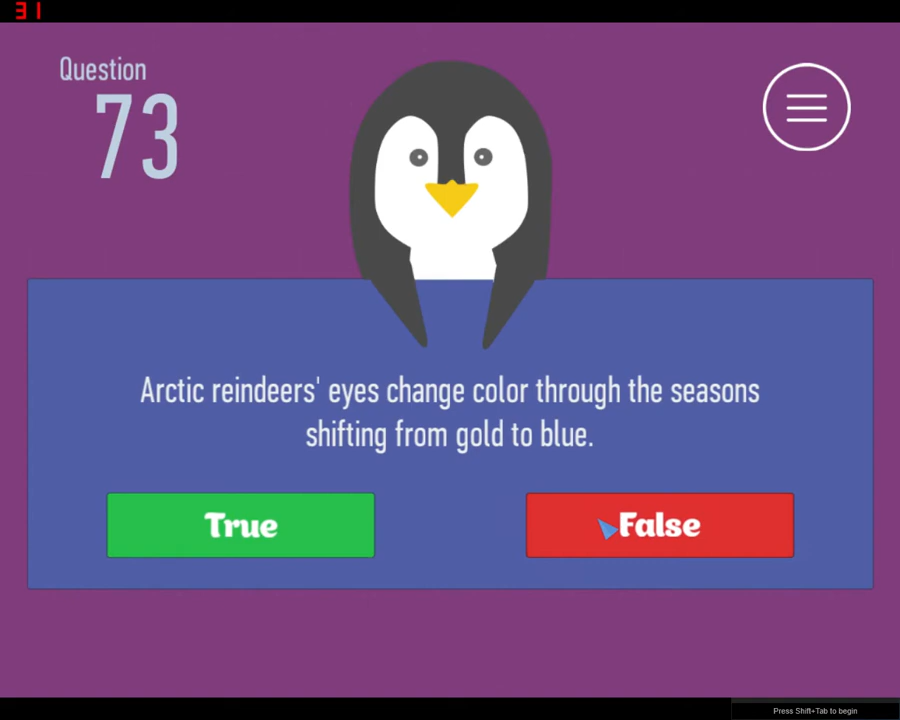 31
Question
73
Arctic reindeers' eyes change color through the seasons
shifting from gold to blue.
True
False
Press Shift+Tab to begin